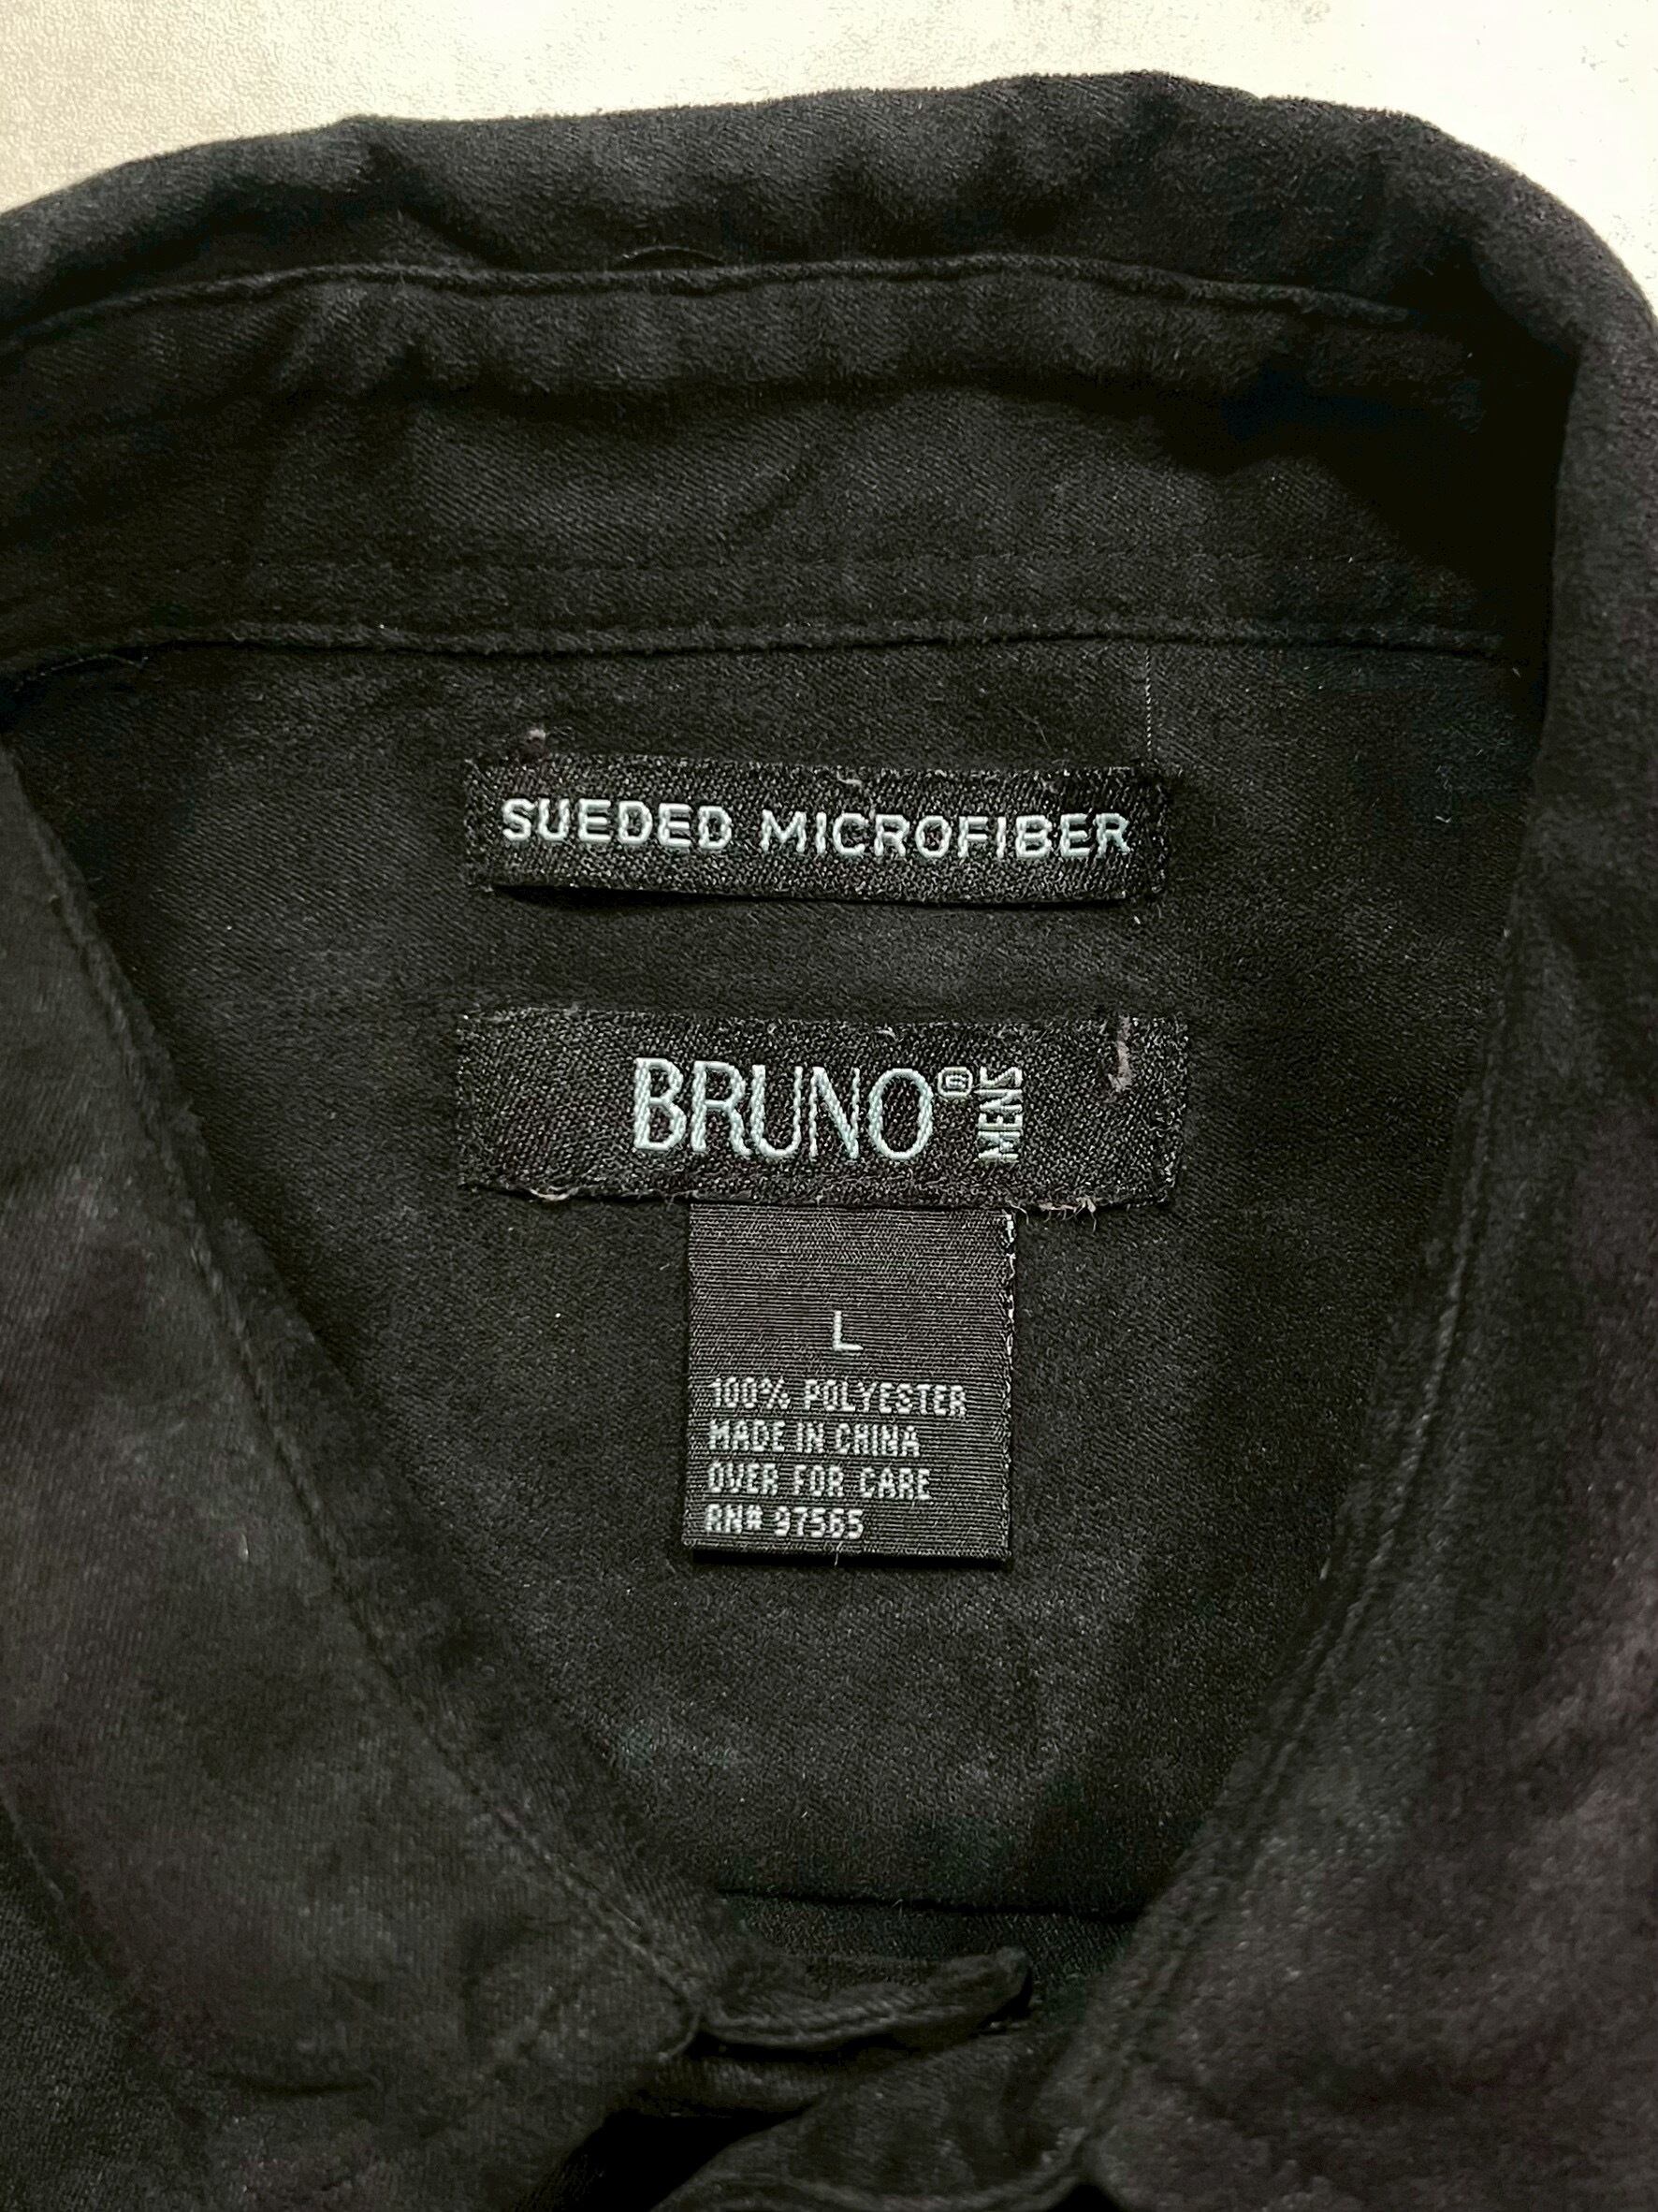 SUEDED MICROFIBER
BRUNO® MENS
L
100% POLYESTER
MADE IN CHINA
OVER FOR CARE
RN# 97565